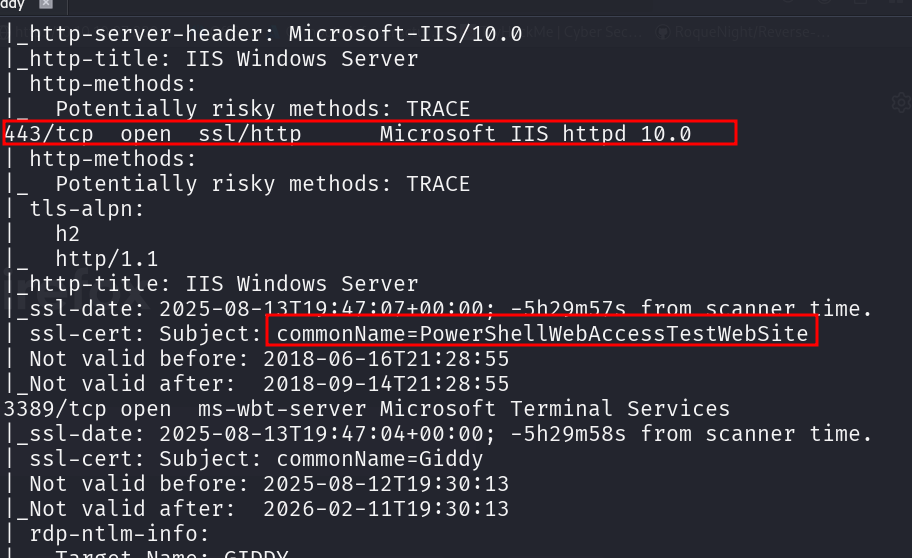 ddy
|_http-server-header: Microsoft-IIS/10.0
|_http-title: IIS Windows Server
| http-methods:
|_  Potentially risky methods: TRACE
443/tcp  open  ssl/http      Microsoft IIS httpd 10.0
| http-methods:
|_  Potentially risky methods: TRACE
| tls-alpn:
|   h2
|_  http/1.1
|_http-title: IIS Windows Server
|_ssl-date: 2025-08-13T19:47:07+00:00; -5h29m57s from scanner time.
| ssl-cert: Subject: commonName=PowerShellWebAccessTestWebSite
| Not valid before: 2018-06-16T21:28:55
|_Not valid after:  2018-09-14T21:28:55
3389/tcp open  ms-wbt-server Microsoft Terminal Services
|_ssl-date: 2025-08-13T19:47:04+00:00; -5h29m58s from scanner time.
| ssl-cert: Subject: commonName=Giddy
| Not valid before: 2025-08-12T19:30:13
|_Not valid after:  2026-02-11T19:30:13
| rdp-ntlm-info:
|   Target_Name: GIDDY